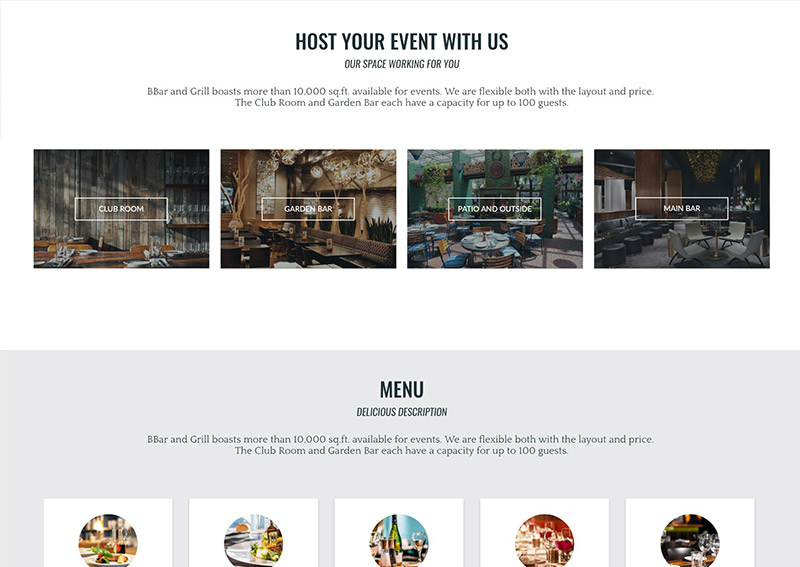 HOST YOUR EVENT WITH US
OUR SPACE WORKING FOR YOU
BBar and Grill boasts more than 10,000 sq.ft. available for events. We are flexible both with the layout and price.
The Club Room and Garden Bar each have a capacity for up to 100 guests.
CLUB ROOM
GARDEN BAR
PATIO AND OUTSIDE
MAIN BAR
MENU
DELICIOUS DESCRIPTION
BBar and Grill boasts more than 10,000 sq.ft. available for events. We are flexible both with the layout and price.
The Club Room and Garden Bar each have a capacity for up to 100 guests.